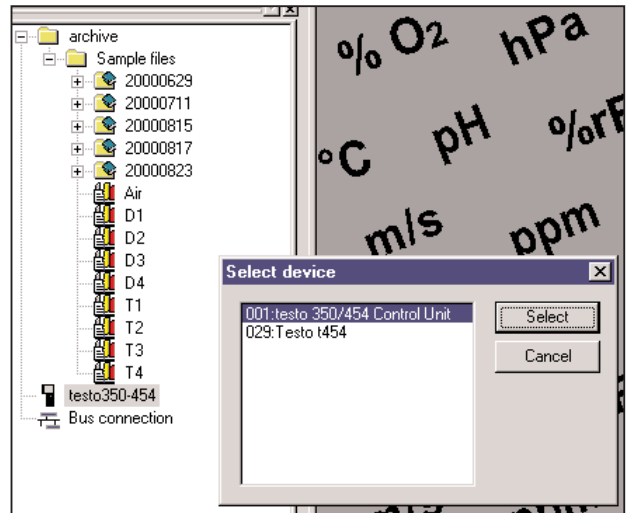 archive
Sample files
20000629
20000711
20000815
20000817
20000823
Air
D1
D2
D3
D4
T1
T2
T3
T4
testo350-454
Bus connection
% O2
hPa
°C
pH
m/s
ppm
Select device
001:testo 350/454 Control Unit
029:Testo t454
Select
Cancel